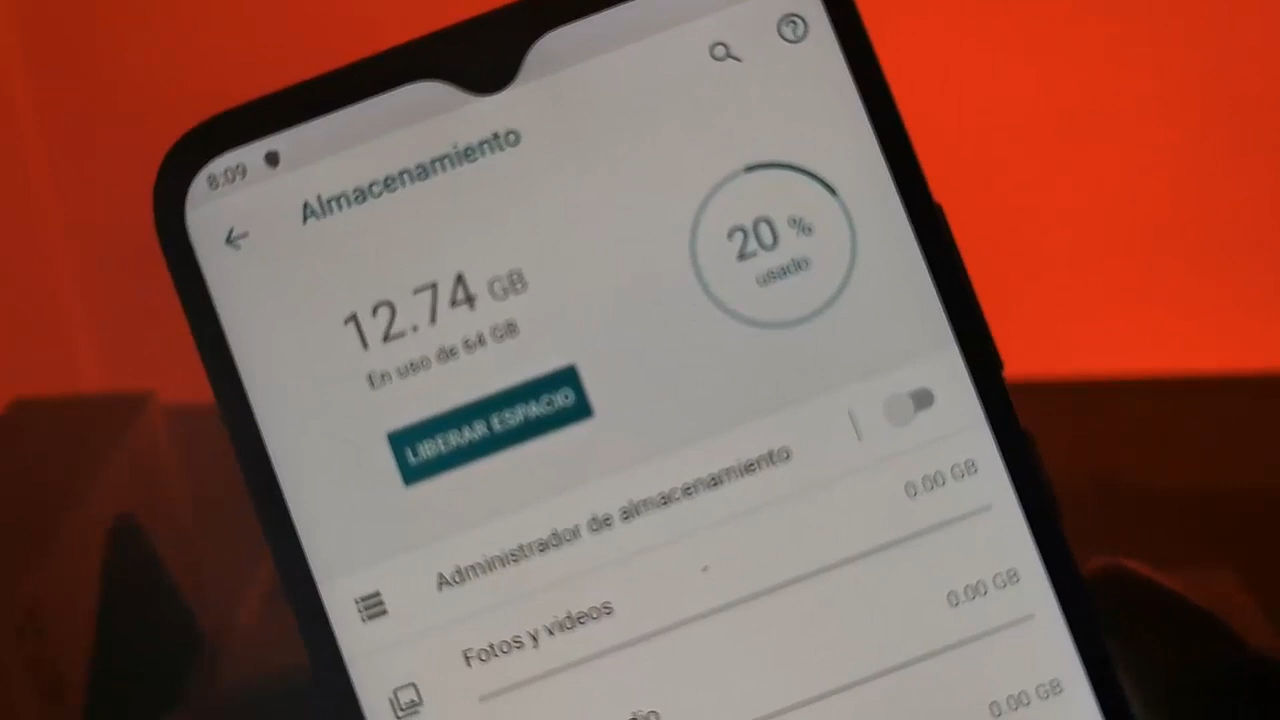 8:09
Almacenamiento
12.74 GB
En uso de 64 GB
20 %
usado
LIBERAR ESPACIO
Administrador de almacenamiento
Fotos y videos
0.00 GB
0.00 GB
0.00 GB